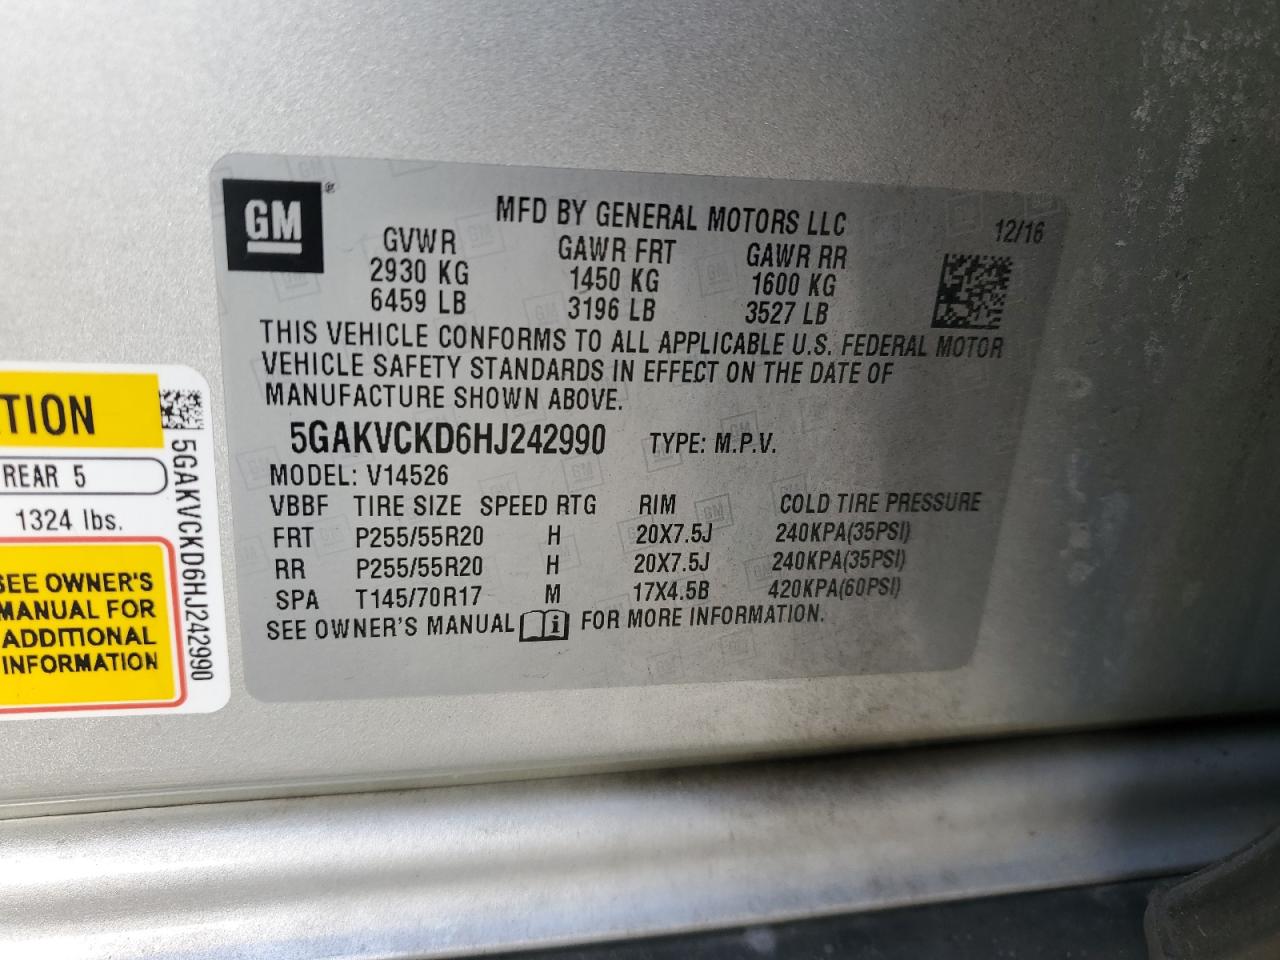 GM®
MFD BY GENERAL MOTORS LLC
12/16
GVWR GAWR FRT GAWR RR
2930 KG 1450 KG 1600 KG
6459 LB 3196 LB 3527 LB
THIS VEHICLE CONFORMS TO ALL APPLICABLE U.S. FEDERAL MOTOR
VEHICLE SAFETY STANDARDS IN EFFECT ON THE DATE OF
MANUFACTURE SHOWN ABOVE.
5GAKVCKD6HJ242990 TYPE: M.P.V.
MODEL: V14526
VBBF TIRE SIZE SPEED RTG RIM COLD TIRE PRESSURE
FRT P255/55R20 H 20X7.5J 240KPA(35PSI)
RR P255/55R20 H 20X7.5J 240KPA(35PSI)
SPA T145/70R17 M 17X4.5B 420KPA(60PSI)
SEE OWNER'S MANUAL i FOR MORE INFORMATION.
TION
REAR 5
1324 lbs.
SEE OWNER'S
MANUAL FOR
ADDITIONAL
INFORMATION
5GAKVCKD6HJ242990